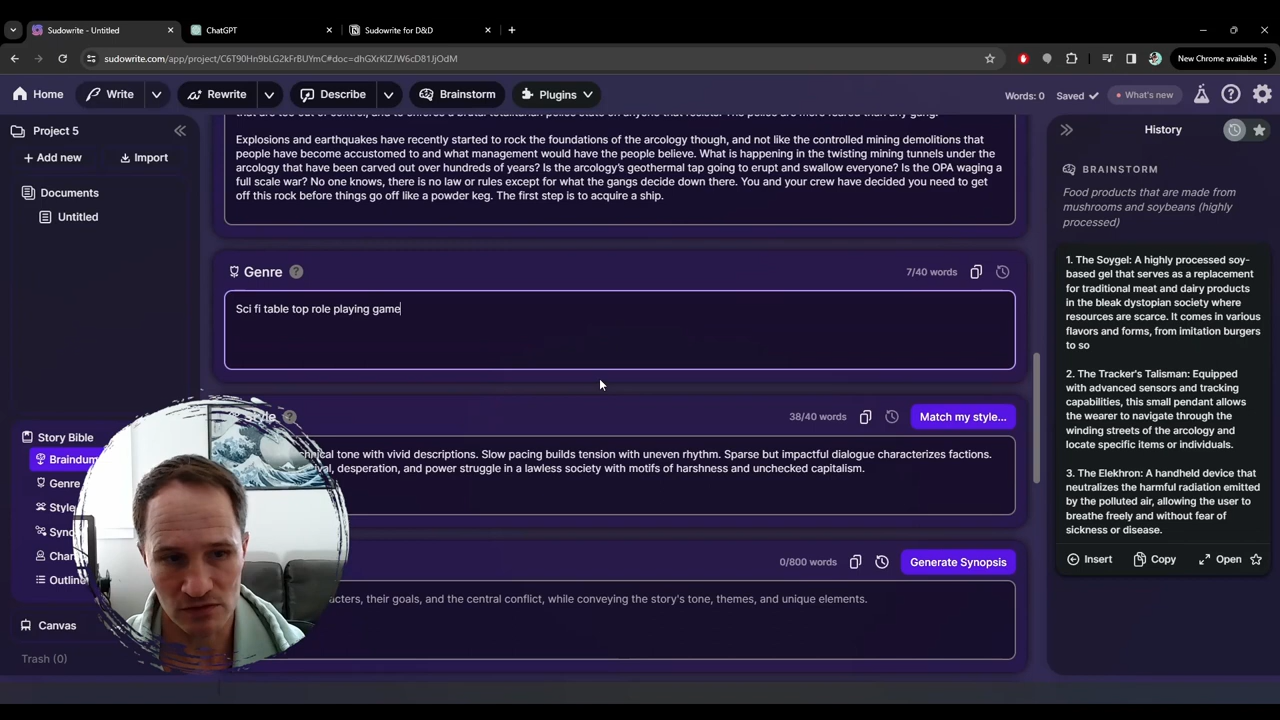 Sudowrite - Untitled
ChatGPT
Sudowrite for D&D
sudowrite.com/app/project/C6T90Hn9bLG2kFrBUYmC#doc=dhGXrKlZJW6cD81JjOdM
New Chrome available
Home
Write
Rewrite
Describe
Brainstorm
Plugins
Words: 0
Saved
What's new
Project 5
+ Add new
Import
Documents
Untitled
Story Bible
Braindum
Genre
Style
Syno
Cha
Outline
Canvas
Trash (0)
Explosions and earthquakes have recently started to rock the foundations of the arcology though, and not like the controlled mining demolitions that
people have become accustomed to and what management would have the people believe. What is happening in the twisting mining tunnels under the
arcology that have been carved out over hundreds of years? Is the arcology's geothermal tap going to erupt and swallow everyone? Is the OPA waging a
full scale war? No one knows, there is no law or rules except for what the gangs decide down there. You and your crew have decided you need to get
off this rock before things go off like a powder keg. The first step is to acquire a ship.
Genre
7/40 words
Sci fi table top role playing game
Style
38/40 words
Match my style...
hnical tone with vivid descriptions. Slow pacing builds tension with uneven rhythm. Sparse but impactful dialogue characterizes factions.
ival, desperation, and power struggle in a lawless society with motifs of harshness and unchecked capitalism.
0/800 words
Generate Synopsis
acters, their goals, and the central conflict, while conveying the story's tone, themes, and unique elements.
History
BRAINSTORM
Food products that are made from
mushrooms and soybeans (highly
processed)
1. The Soygel: A highly processed soy-
based gel that serves as a replacement
for traditional meat and dairy products
in the bleak dystopian society where
resources are scarce. It comes in various
flavors and forms, from imitation burgers
to so
2. The Tracker's Talisman: Equipped
with advanced sensors and tracking
capabilities, this small pendant allows
the wearer to navigate through the
winding streets of the arcology and
locate specific items or individuals.
3. The Elekhron: A handheld device that
neutralizes the harmful radiation emitted
by the polluted air, allowing the user to
breathe freely and without fear of
sickness or disease.
Insert
Copy
Open